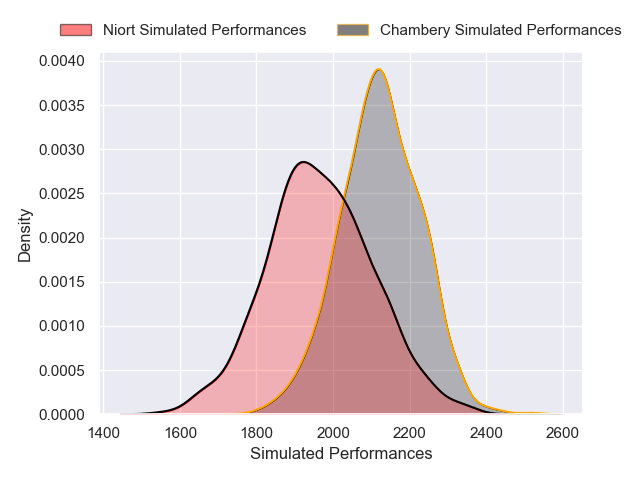 Niort Simulated Performances
Chambery Simulated Performances
0.0040
0.0035
0.0030
0.0025
0.0020
0.0015
0.0010
0.0005
0.0000
Density
1400 1600 1800 2000 2200 2400 2600
Simulated Performances